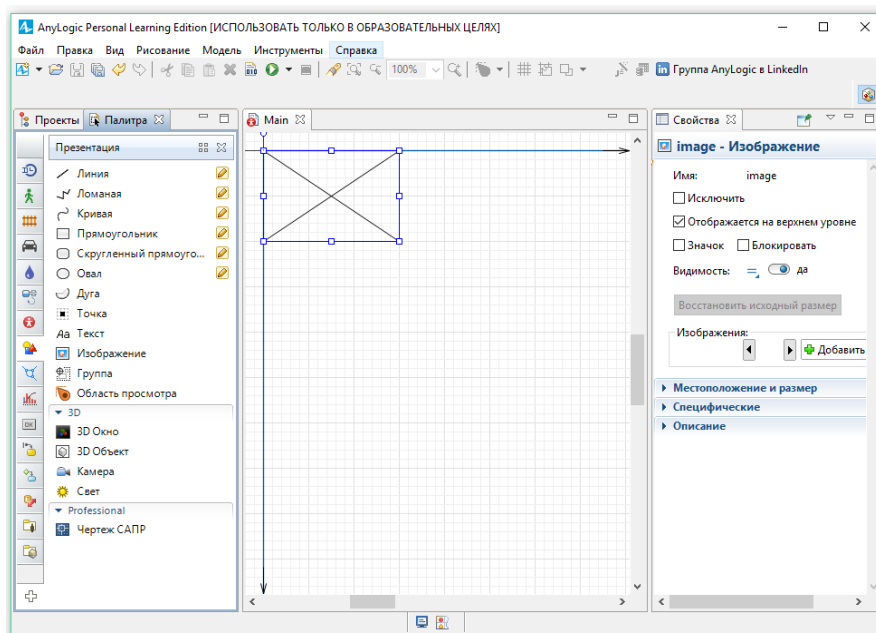 AnyLogic Personal Learning Edition [ИСПОЛЬЗОВАТЬ ТОЛЬКО В ОБРАЗОВАТЕЛЬНЫХ ЦЕЛЯХ]
Файл Правка Вид Рисование Модель Инструменты Справка
100% Группа AnyLogic в LinkedIn
Проекты Палитра
Презентация
Линия
Ломаная
Кривая
Прямоугольник
Скругленный прямоуго...
Овал
Дуга
Точка
Aa Текст
Изображение
Группа
Область просмотра
3D
3D Окно
3D Объект
Камера
Свет
Professional
Чертеж САПР
Main
Свойства
image - Изображение
Имя: image
Исключить
Отображается на верхнем уровне
Значок Блокировать
Видимость: да
Восстановить исходный размер
Изображения:
Добавить
Местоположение и размер
Специфические
Описание